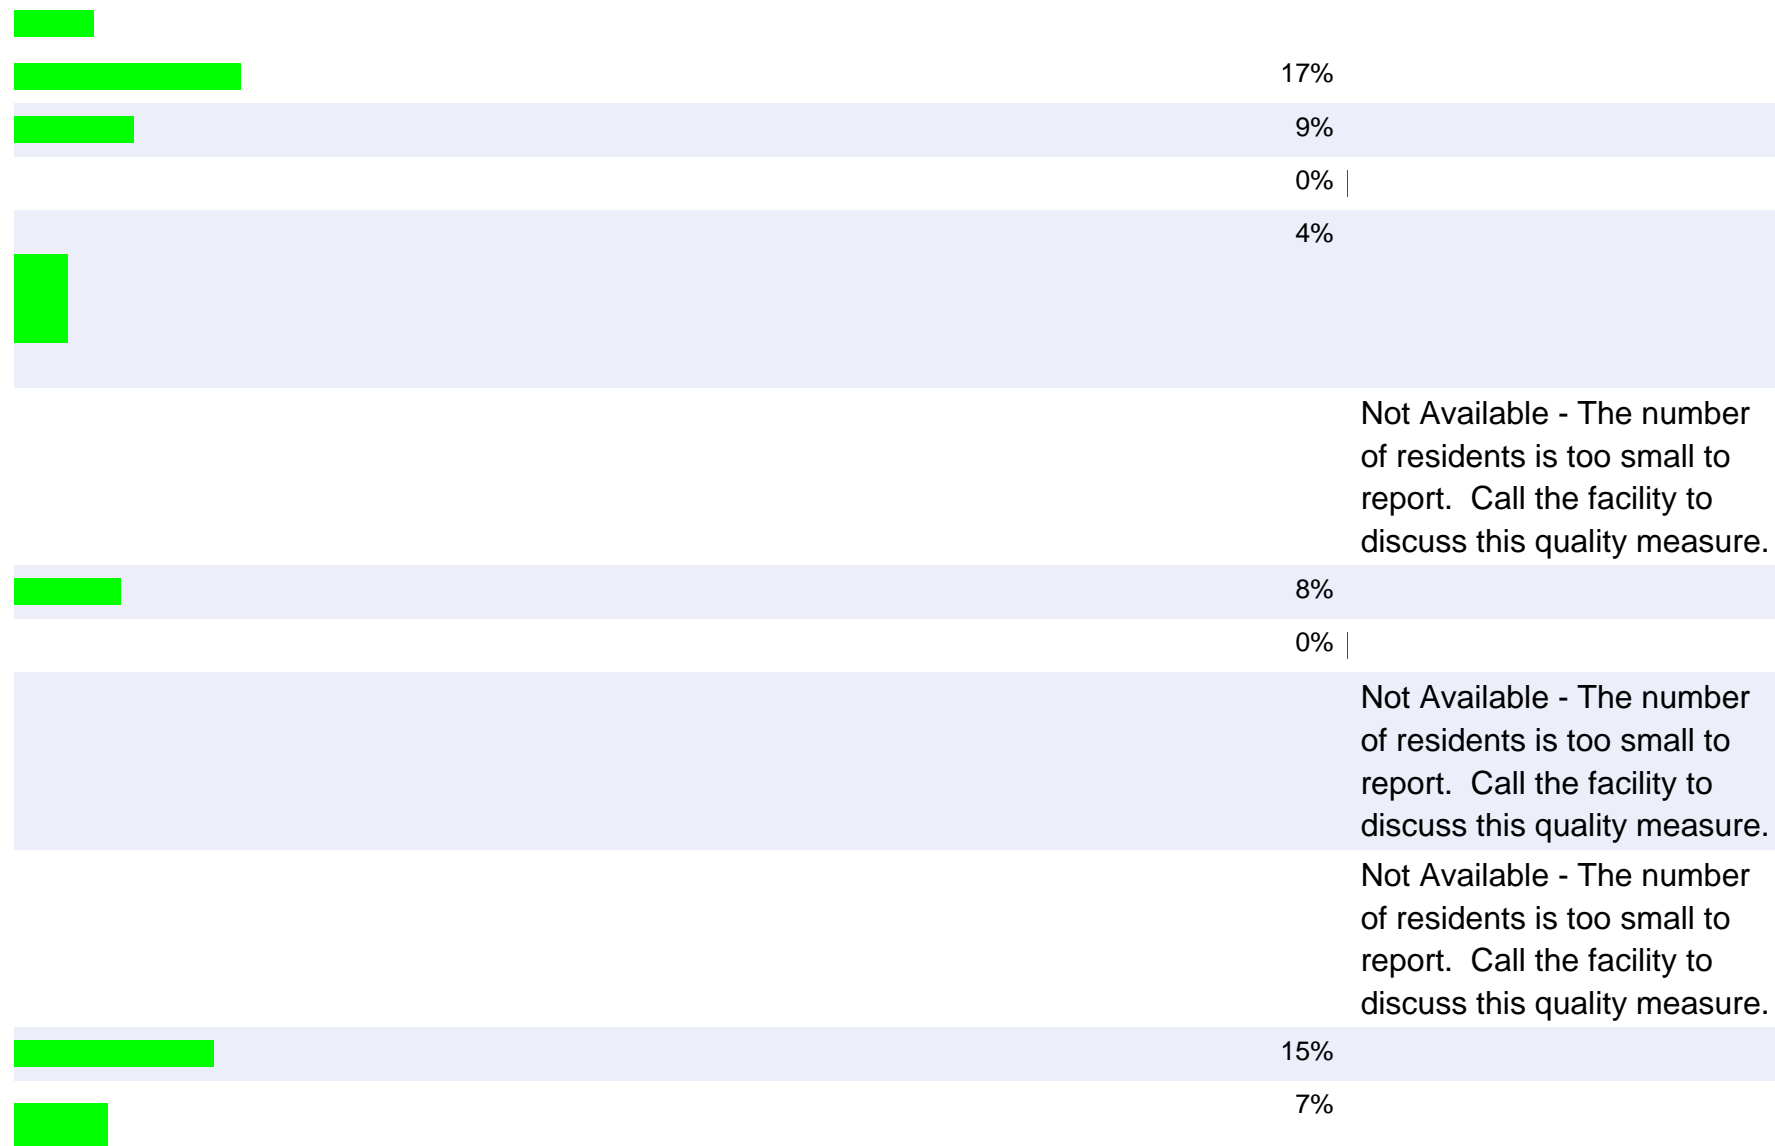 17%
9%
0%
4%
Not Available - The number
of residents is too small to
report.  Call the facility to
discuss this quality measure.
8%
0%
Not Available - The number
of residents is too small to
report.  Call the facility to
discuss this quality measure.
Not Available - The number
of residents is too small to
report.  Call the facility to
discuss this quality measure.
15%
7%